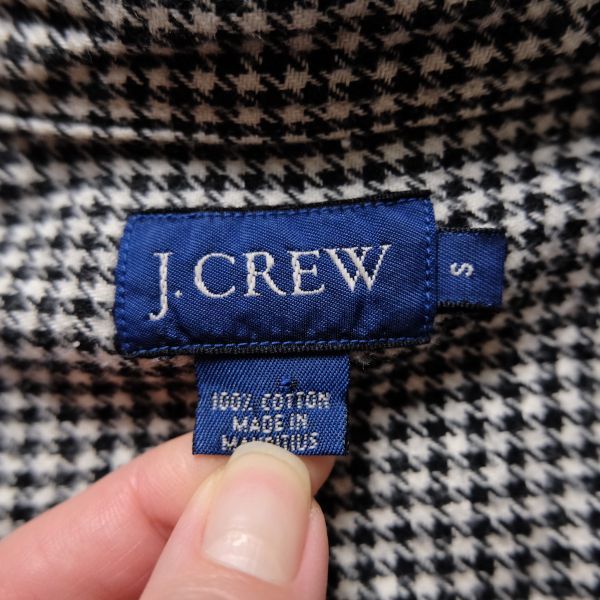 J. CREW
S
100% COTTON
MADE IN
MAURITIUS